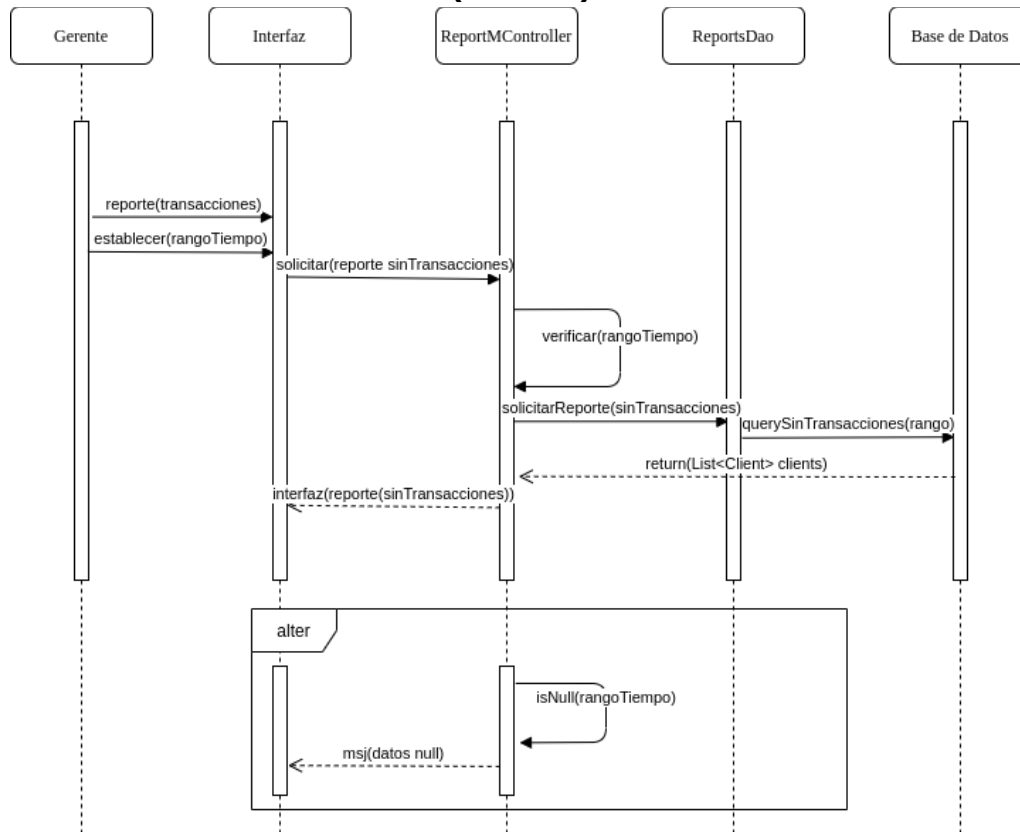 Gerente
Interfaz
ReportMController
ReportsDao
Base de Datos
reporte(transacciones)
establecer(rangoTiempo)
solicitar(reporte sinTransacciones)
verificar(rangoTiempo)
solicitarReporte(sinTransacciones)
querySinTransacciones(rango)
return(List<Client> clients)
interfaz(reporte(sinTransacciones))
alter
isNull(rangoTiempo)
msj(datos null)